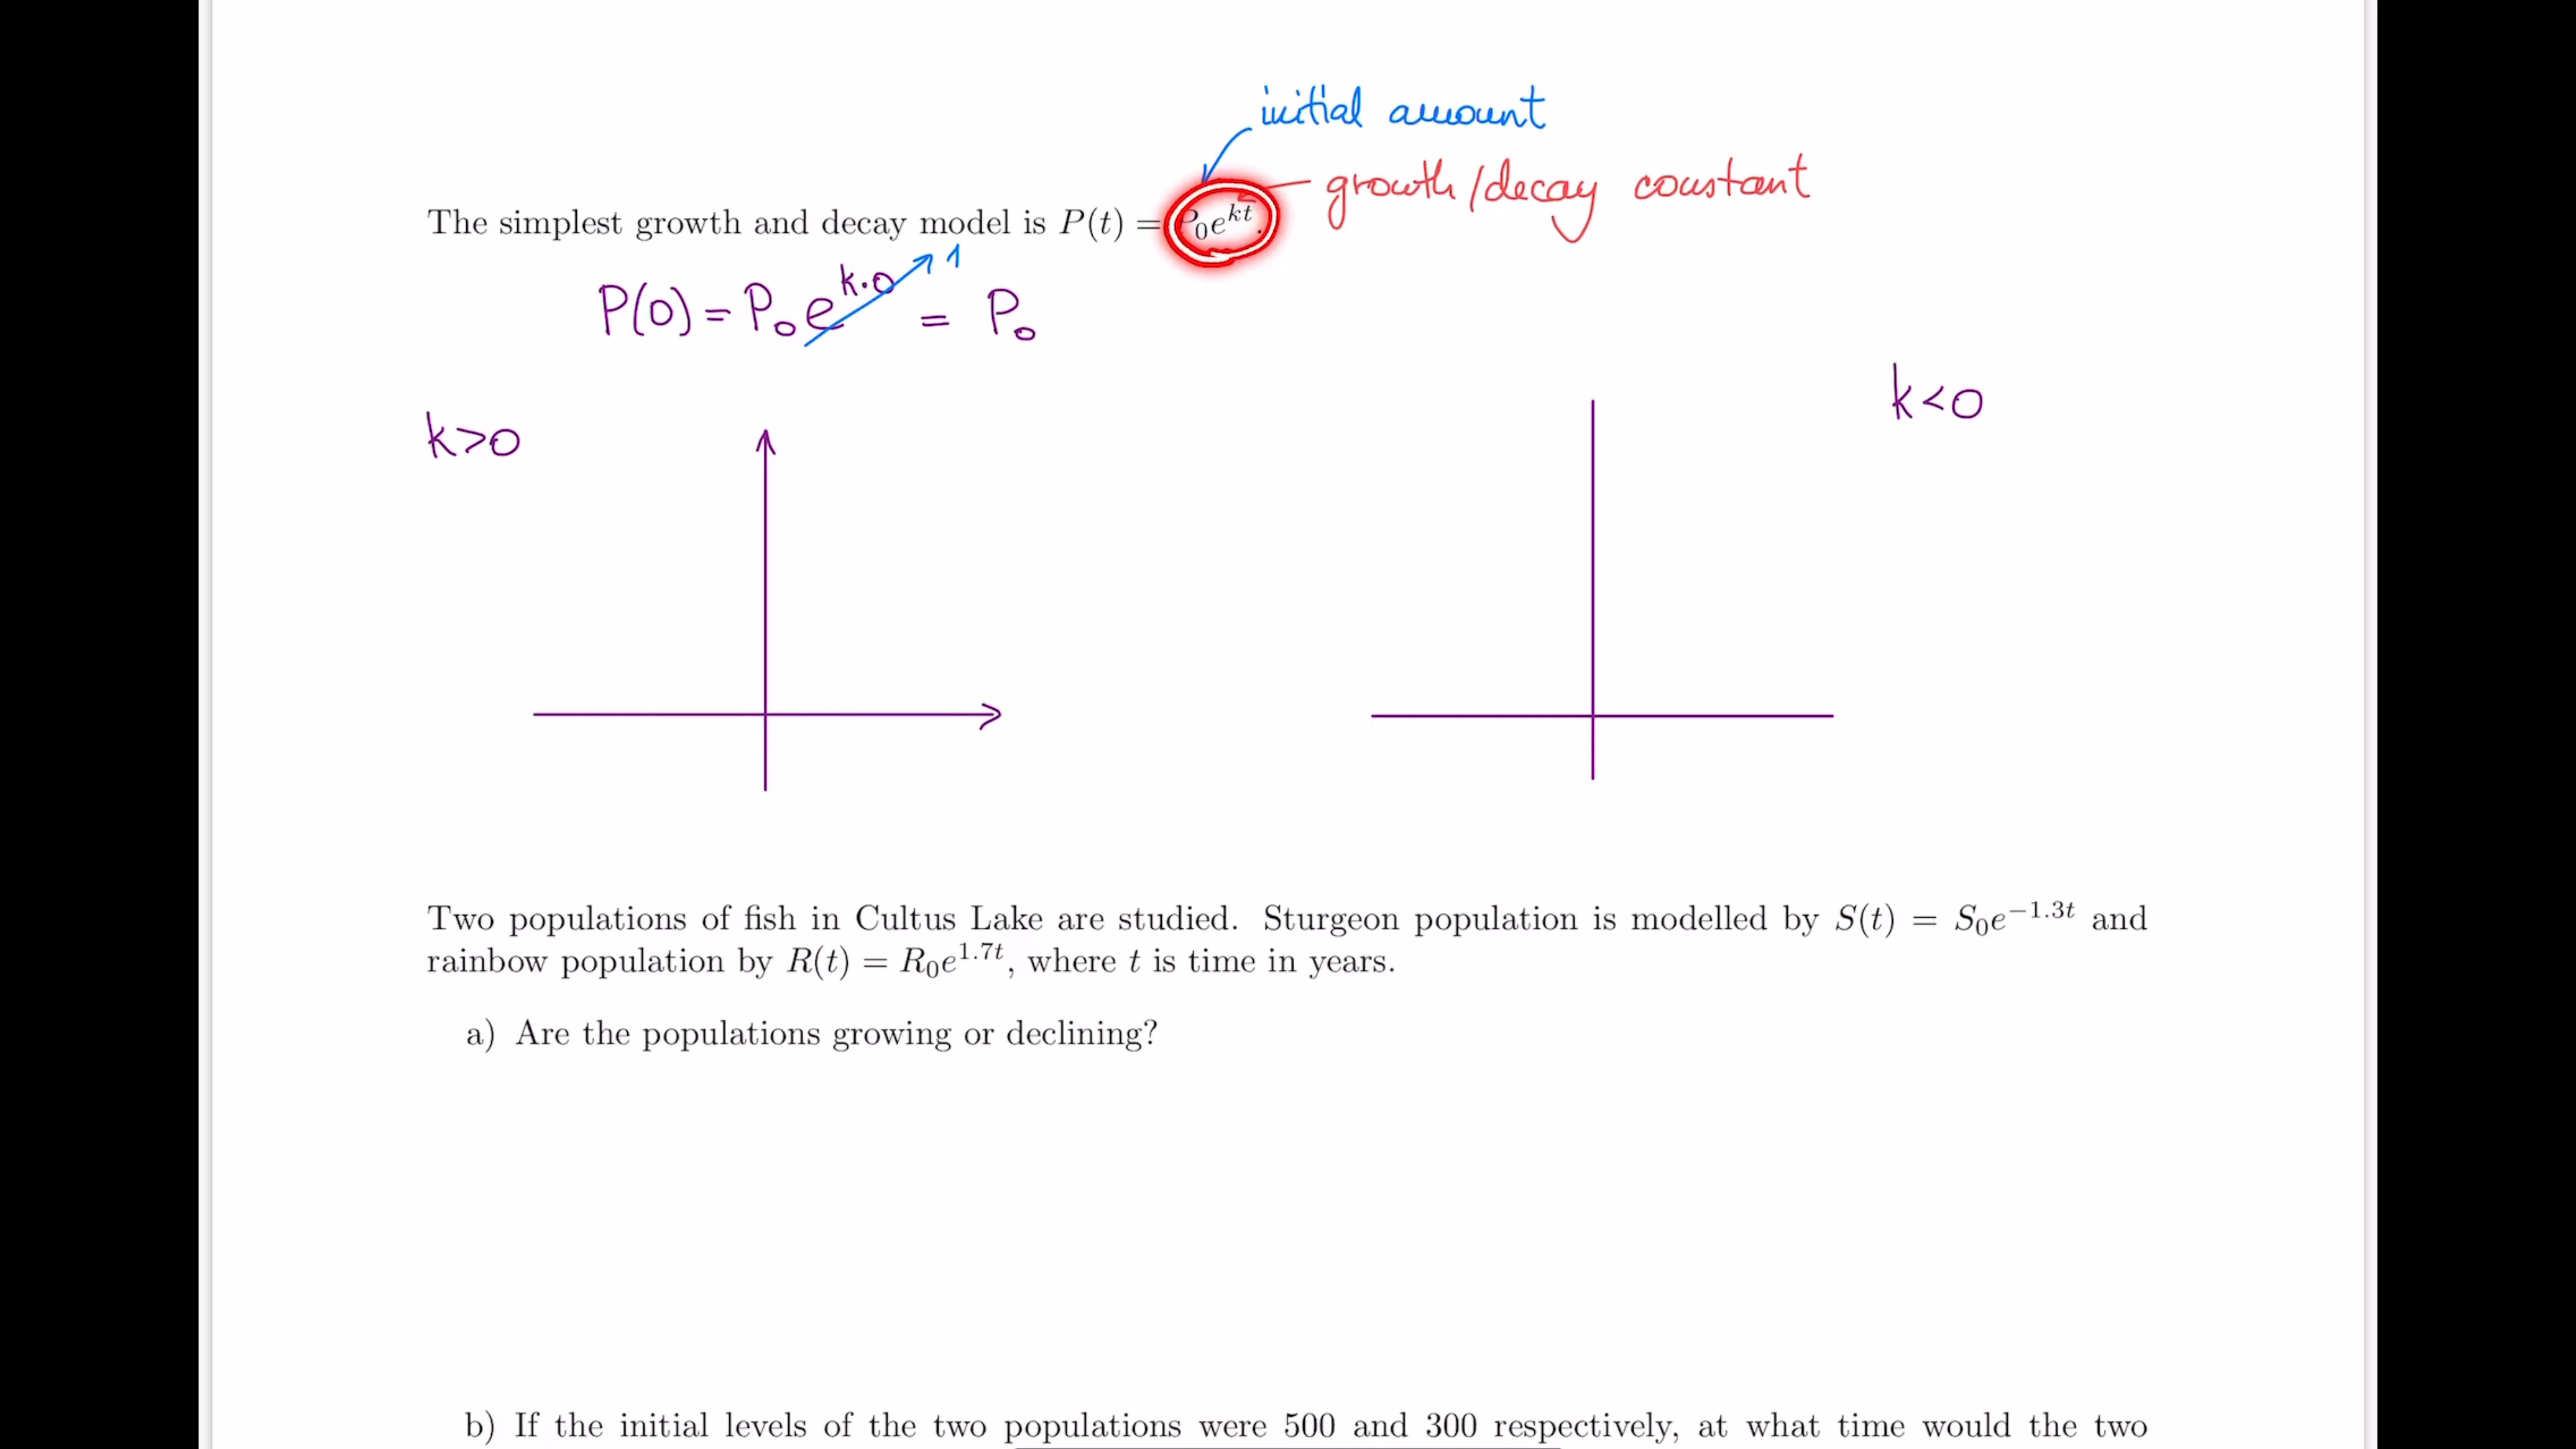 initial amount
growth/decay constant
The simplest growth and decay model is P(t) = P₀e^{kt}.
P(0) = P₀e^{k·0} = P₀
1
k>0
k<0
Two populations of fish in Cultus Lake are studied. Sturgeon population is modelled by S(t) = S₀e^{−1.3t} and
rainbow population by R(t) = R₀e^{1.7t}, where t is time in years.
a) Are the populations growing or declining?
b) If the initial levels of the two populations were 500 and 300 respectively, at what time would the two